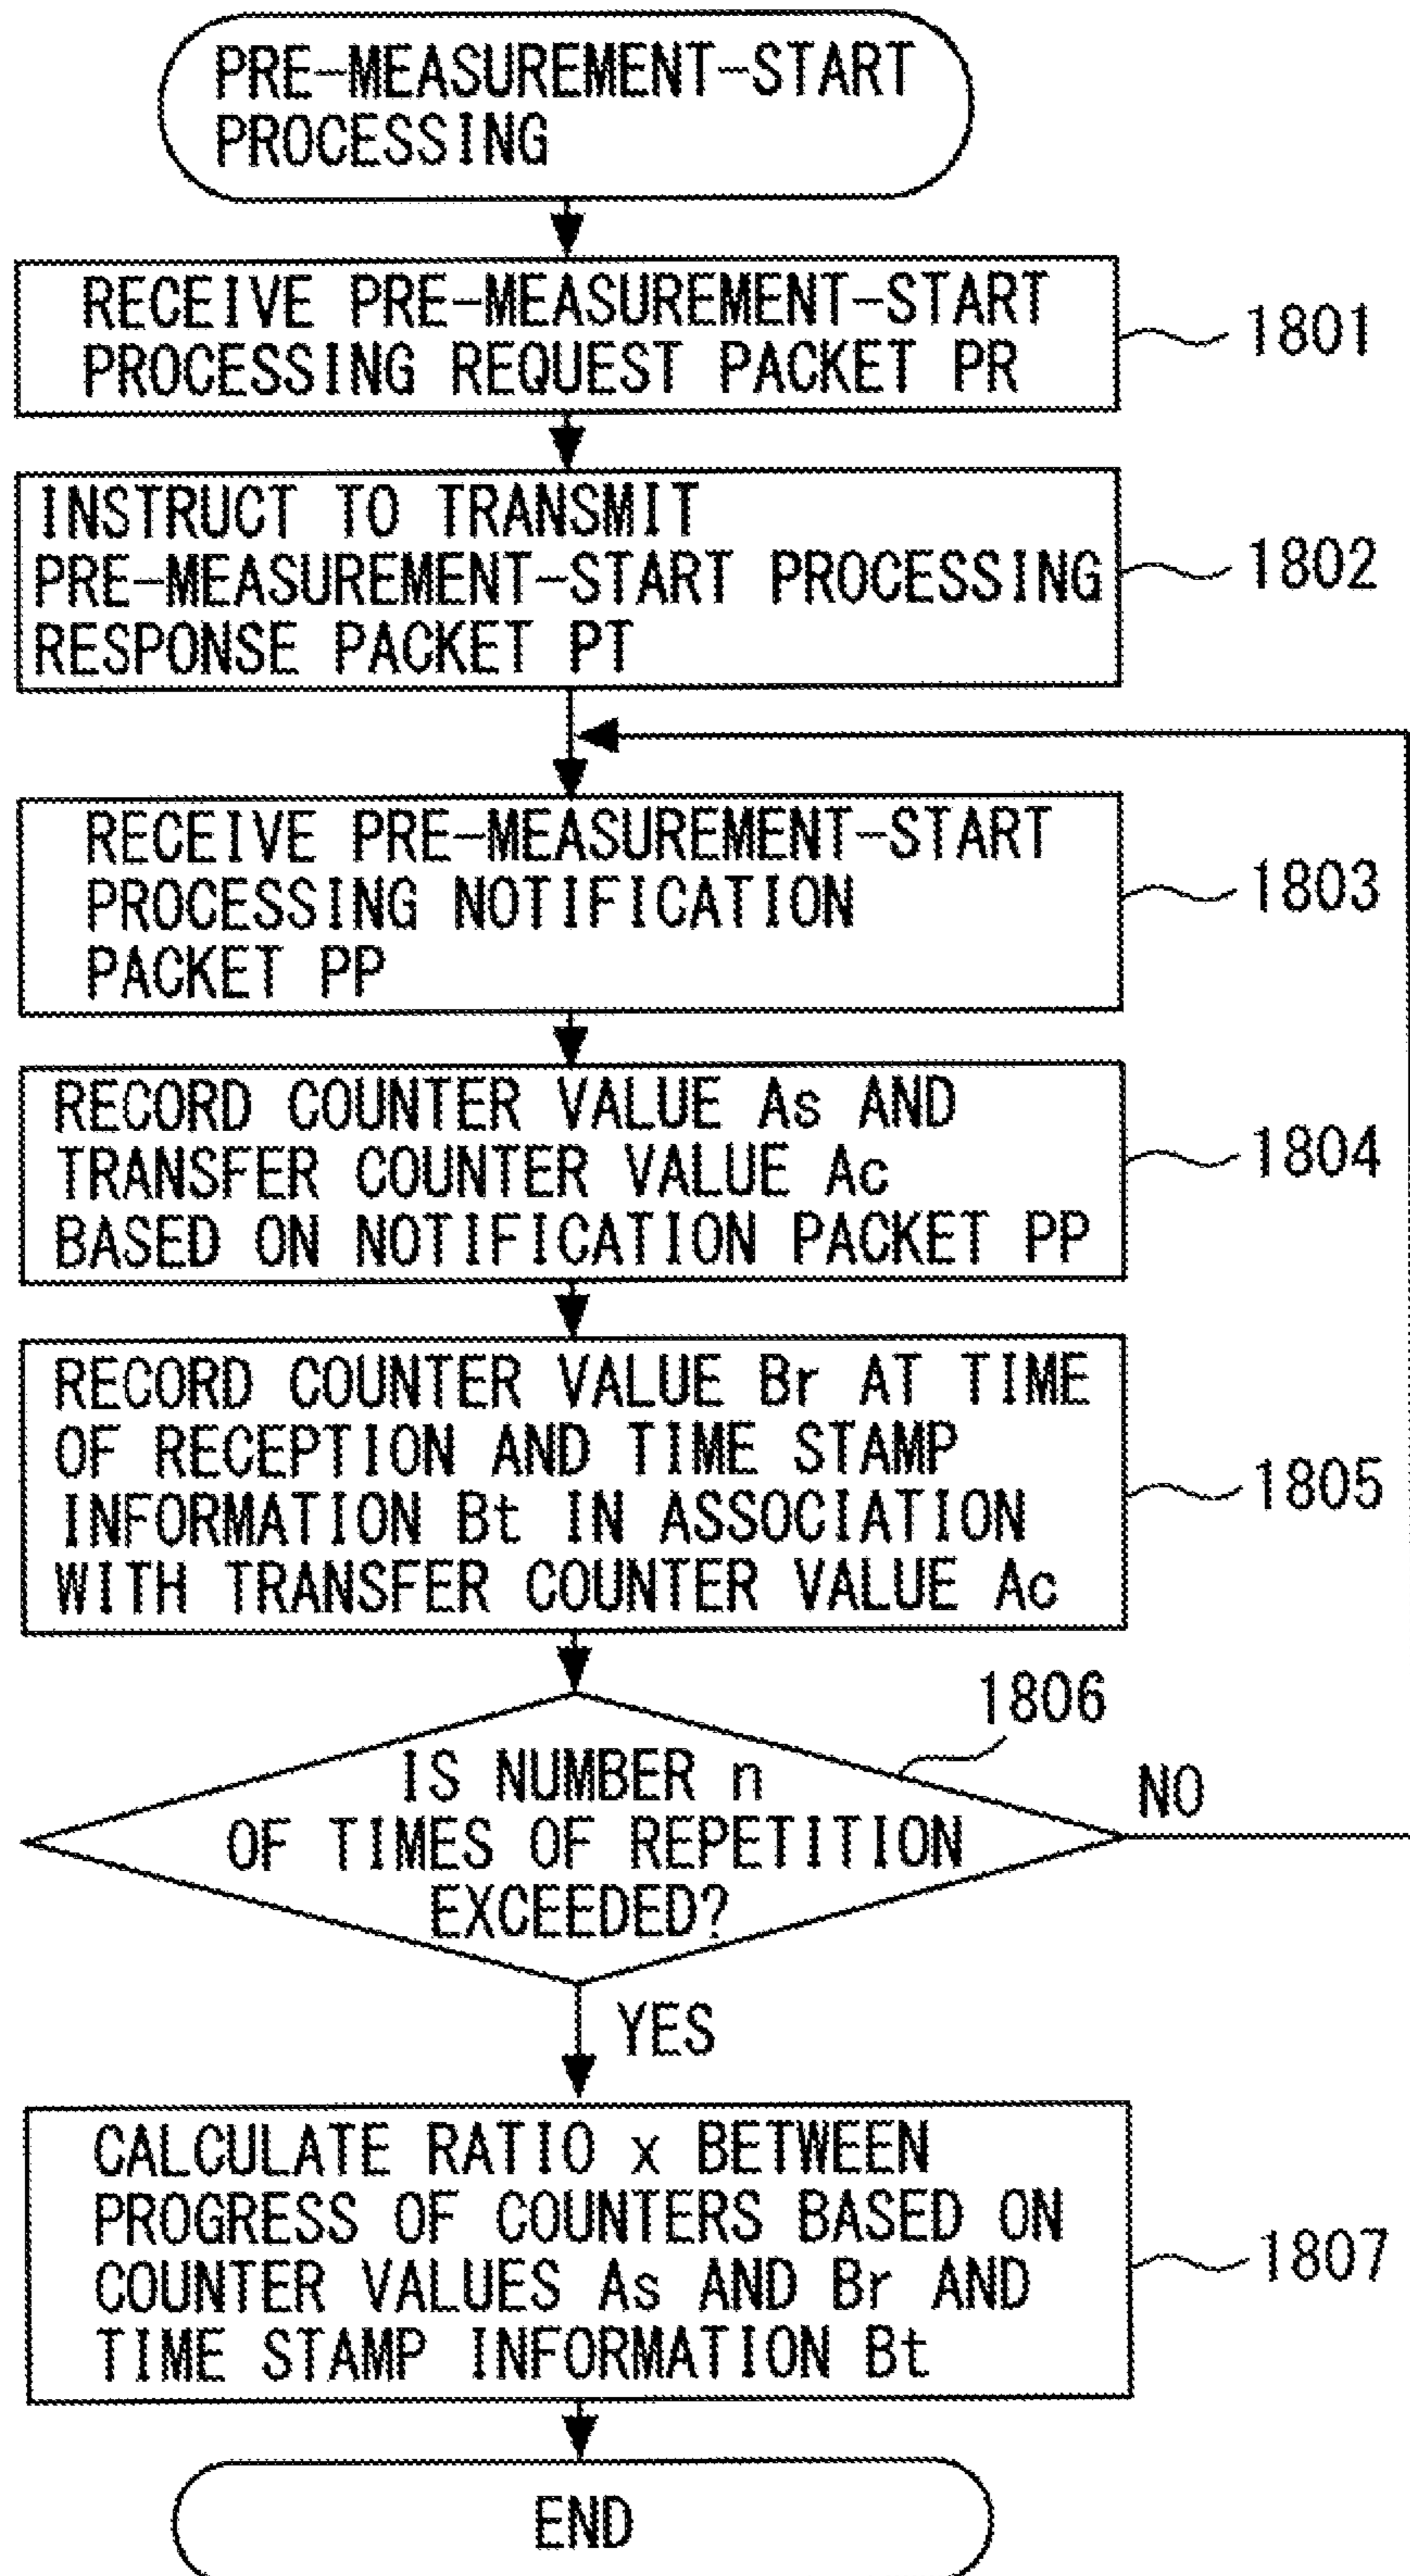 PRE-MEASUREMENT-START
PROCESSING
RECEIVE PRE-MEASUREMENT-START
PROCESSING REQUEST PACKET PR
1801
INSTRUCT TO TRANSMIT
PRE-MEASUREMENT-START PROCESSING
RESPONSE PACKET PT
1802
RECEIVE PRE-MEASUREMENT-START
PROCESSING NOTIFICATION
PACKET PP
1803
RECORD COUNTER VALUE As AND
TRANSFER COUNTER VALUE Ac
BASED ON NOTIFICATION PACKET PP
1804
RECORD COUNTER VALUE Br AT TIME
OF RECEPTION AND TIME STAMP
INFORMATION Bt IN ASSOCIATION
WITH TRANSFER COUNTER VALUE Ac
1805
1806
IS NUMBER n
OF TIMES OF REPETITION
EXCEEDED?
NO
YES
CALCULATE RATIO x BETWEEN
PROGRESS OF COUNTERS BASED ON
COUNTER VALUES As AND Br AND
TIME STAMP INFORMATION Bt
1807
END